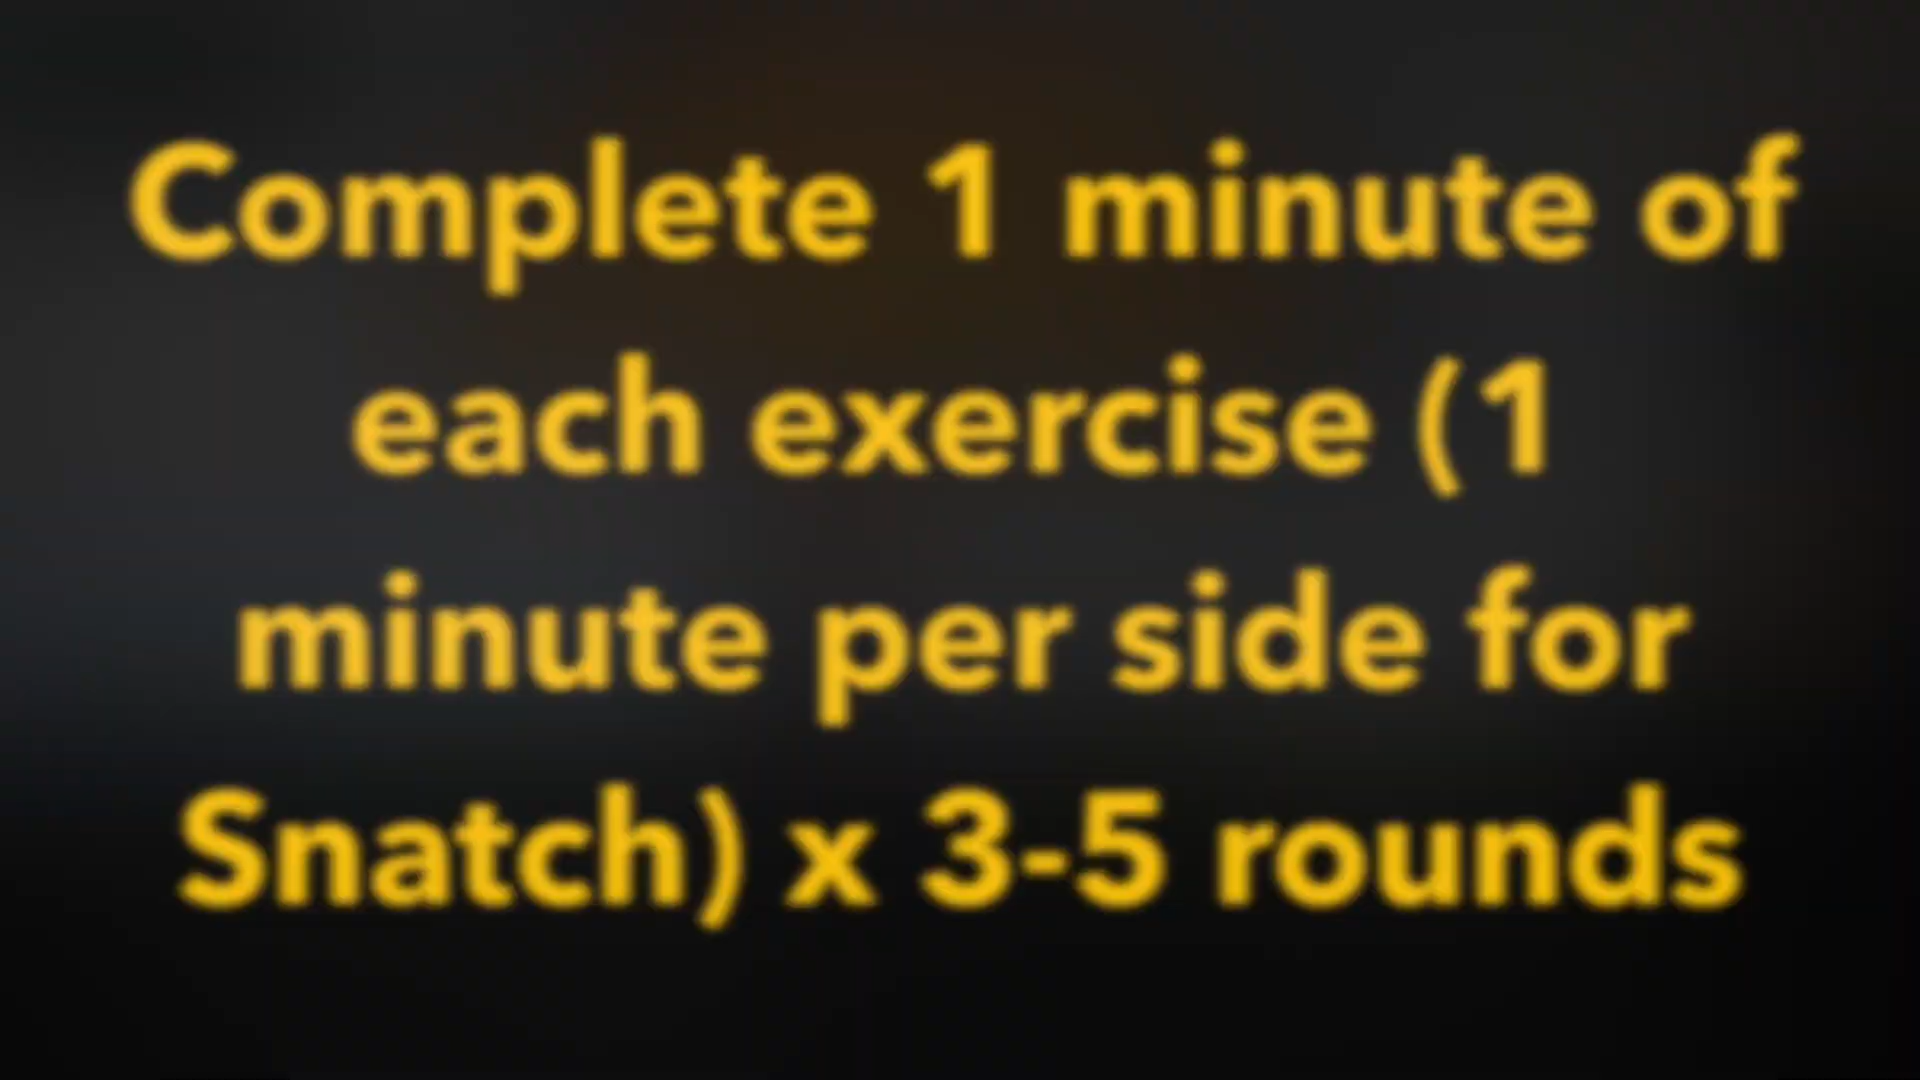 Complete 1 minute of
each exercise (1
minute per side for
Snatch) x 3-5 rounds